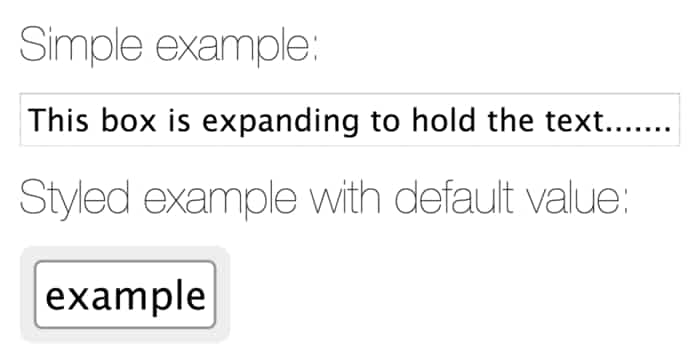 Simple example:
This box is expanding to hold the text.......
Styled example with default value:
example